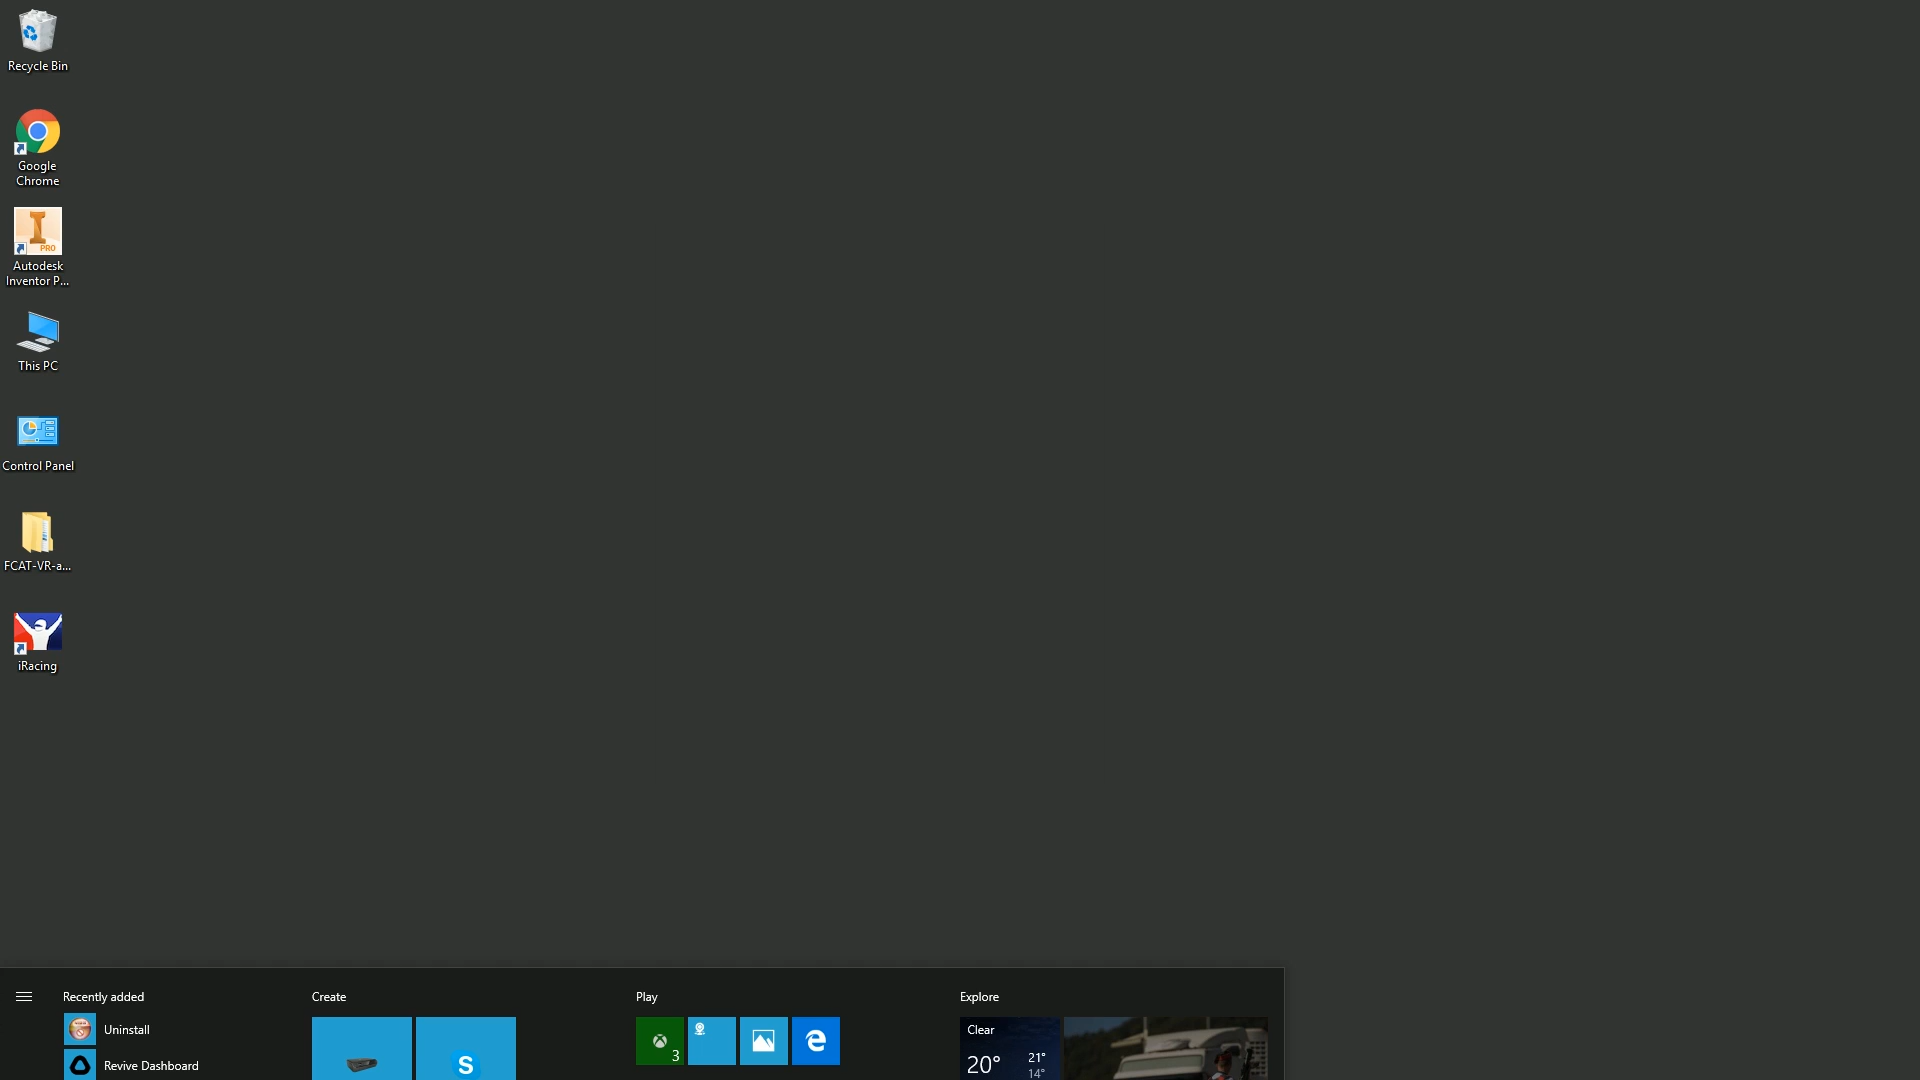 Recycle Bin
Google
Chrome
PRO
Autodesk
Inventor P...
This PC
Control Panel
FCAT-VR-a...
iRacing
Recently added
Uninstall
Revive Dashboard
Create
S
Play
3
Explore
Clear
20°
21°
14°